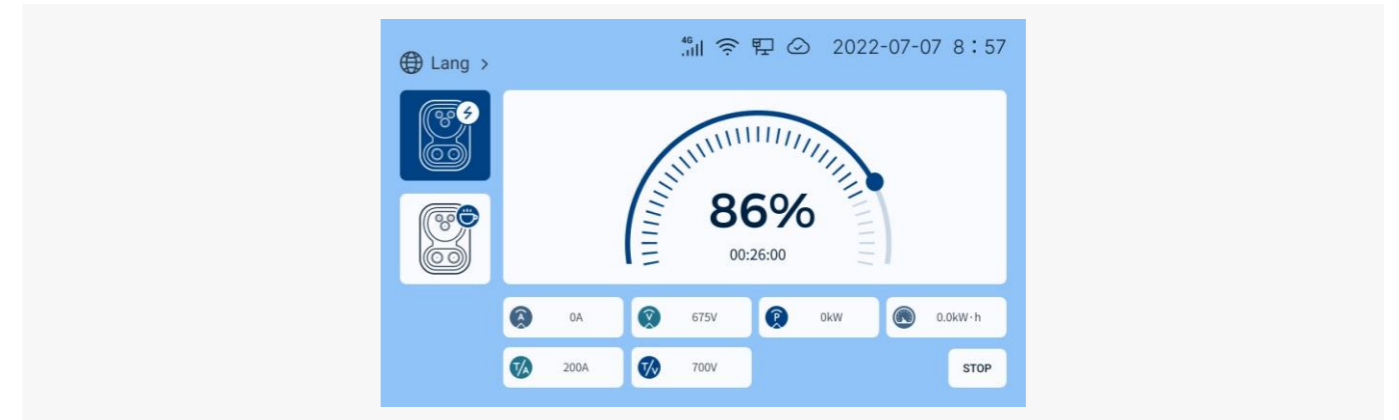 4G 2022-07-07 8：57
Lang >
86%
00:26:00
A 0A V 675V P 0kW 0.0kW·h
T/A 200A T/V 700V STOP